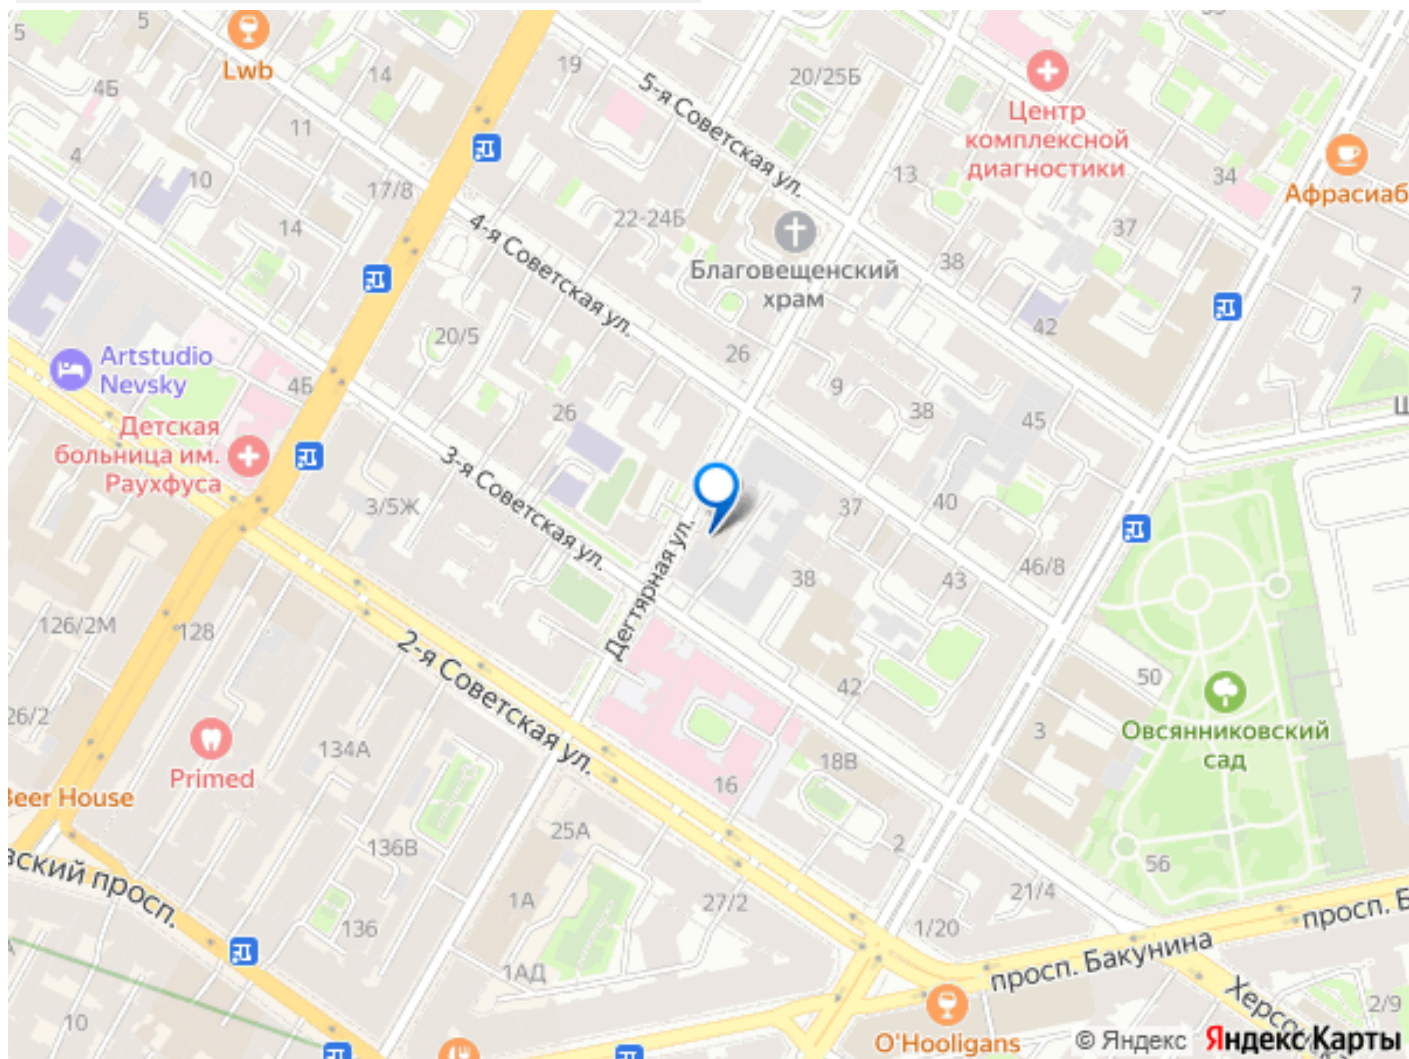 5
5
Lwb
14
19
20/25Б
Центр
комплексной
диагностики
4Б
5-я Советская ул.
11
4
10
17/8
13
34
Афрасиаб
14
22-24Б
4-я Советская ул.
37
Благовещенский
храм
38
7
42
20/5
26
Artstudio
Nevsky
4Б
9
38
26
45
Детская
больница им.
Раухфуса
3-я Советская ул.
3/5Ж
37
40
Дегтярная ул.
38
43
46/8
126/2М
128
2-я Советская ул.
42
50
3
Овсянниковский
сад
26/2
134А
Primed
16
18В
Beer House
25А
136В
2
56
вский просп.
1А
27/2
21/4
136
1/20
просп. Б
просп. Бакунина
1АД
10
O'Hooligans
2/9
© Яндекс Яндекс Карты